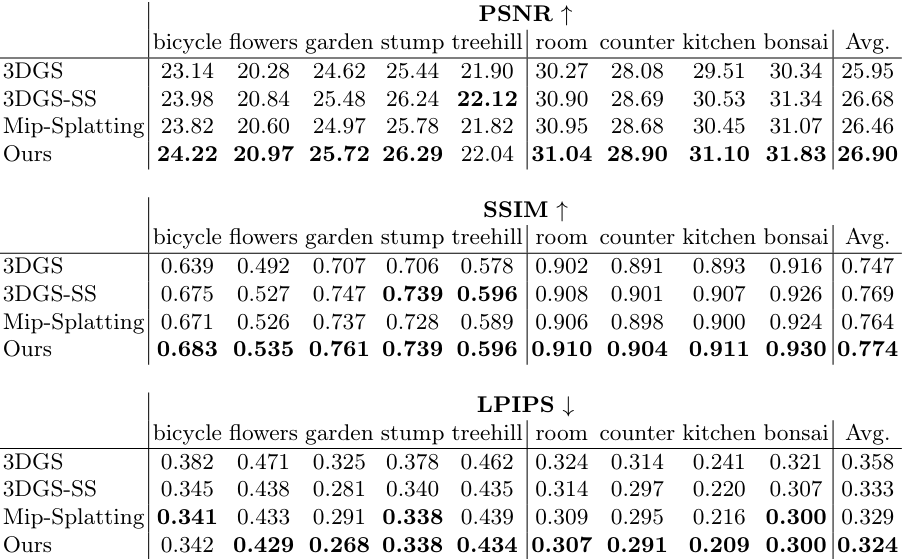 PSNR ↑
bicycle flowers garden stump treehill room counter kitchen bonsai Avg.
3DGS 23.14 20.28 24.62 25.44 21.90 30.27 28.08 29.51 30.34 25.95
3DGS-SS 23.98 20.84 25.48 26.24 22.12 30.90 28.69 30.53 31.34 26.68
Mip-Splatting 23.82 20.60 24.97 25.78 21.82 30.95 28.68 30.45 31.07 26.46
Ours 24.22 20.97 25.72 26.29 22.04 31.04 28.90 31.10 31.83 26.90
SSIM ↑
bicycle flowers garden stump treehill room counter kitchen bonsai Avg.
3DGS 0.639 0.492 0.707 0.706 0.578 0.902 0.891 0.893 0.916 0.747
3DGS-SS 0.675 0.527 0.747 0.739 0.596 0.908 0.901 0.907 0.926 0.769
Mip-Splatting 0.671 0.526 0.737 0.728 0.589 0.906 0.898 0.900 0.924 0.764
Ours 0.683 0.535 0.761 0.739 0.596 0.910 0.904 0.911 0.930 0.774
LPIPS ↓
bicycle flowers garden stump treehill room counter kitchen bonsai Avg.
3DGS 0.382 0.471 0.325 0.378 0.462 0.324 0.314 0.241 0.321 0.358
3DGS-SS 0.345 0.438 0.281 0.340 0.435 0.314 0.297 0.220 0.307 0.333
Mip-Splatting 0.341 0.433 0.291 0.338 0.439 0.309 0.295 0.216 0.300 0.329
Ours 0.342 0.429 0.268 0.338 0.434 0.307 0.291 0.209 0.300 0.324